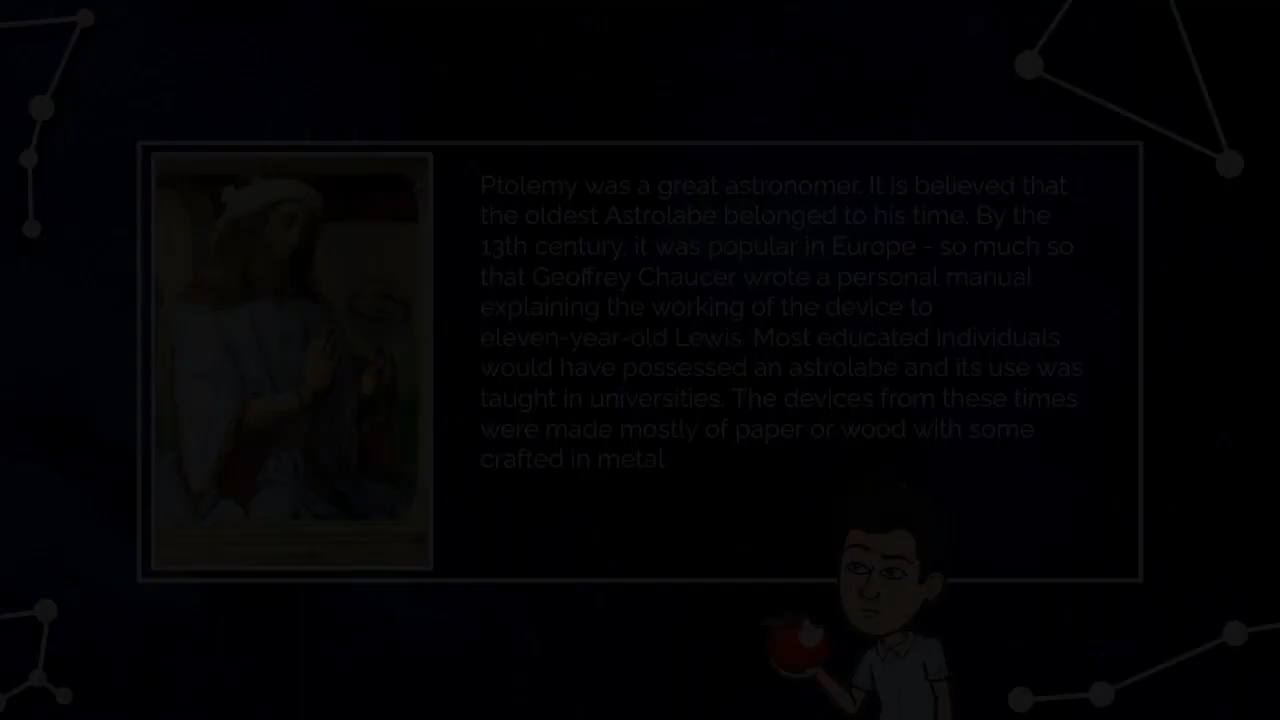 Ptolemy was a great astronomer. It is believed that
the oldest Astrolabe belonged to his time. By the
13th century, it was popular in Europe - so much so
that Geoffrey Chaucer wrote a personal manual
explaining the working of the device to
eleven-year-old Lewis. Most educated individuals
would have possessed an astrolabe and its use was
taught in universities. The devices from these times
were made mostly of paper or wood with some
crafted in metal.